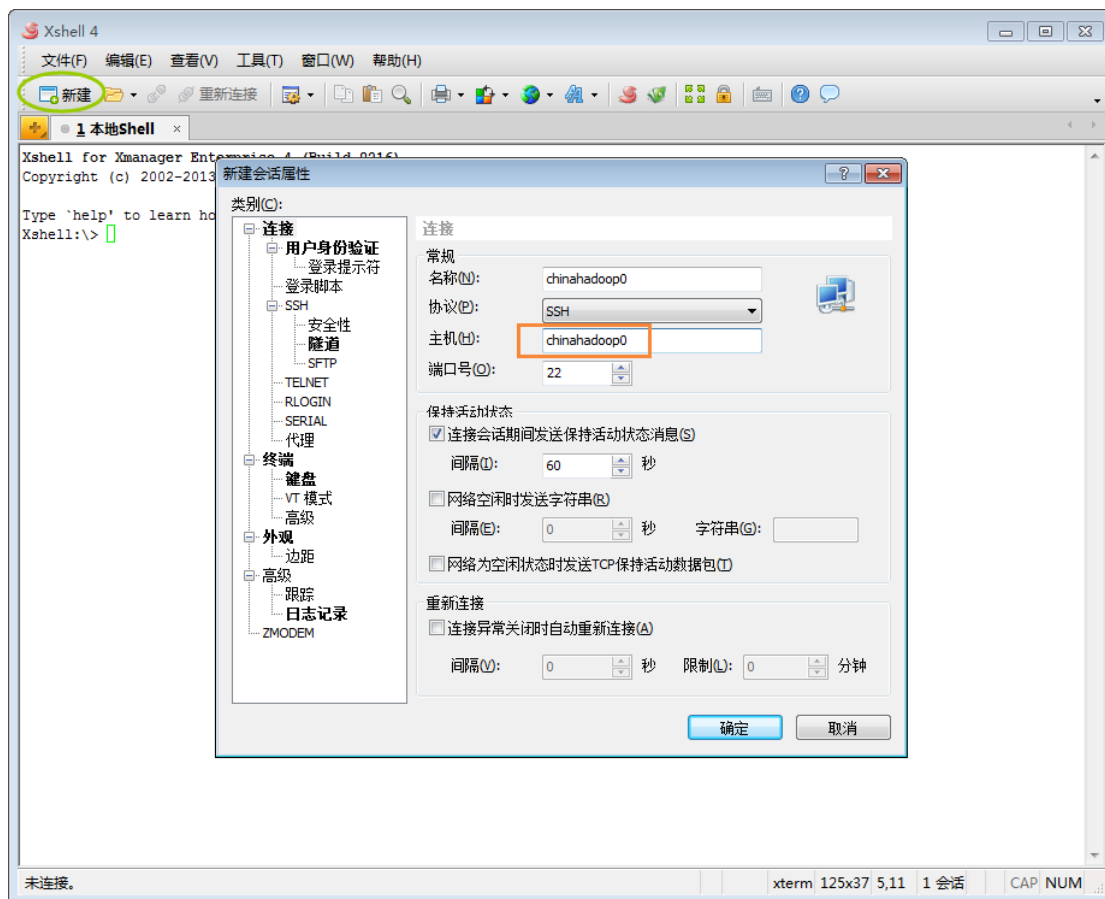 Xshell 4
文件(F) 编辑(E) 查看(V) 工具(T) 窗口(W) 帮助(H)
新建 重新连接
1 本地Shell ×
Xshell for Xmanager Enterprise 4 (Build 0216)
Copyright (c) 2002-2013
Type `help' to learn ho
Xshell:\>
新建会话属性
类别(C):
连接
用户身份验证
登录提示符
登录脚本
SSH
安全性
隧道
SFTP
TELNET
RLOGIN
SERIAL
代理
终端
键盘
VT 模式
高级
外观
边距
高级
跟踪
日志记录
ZMODEM
连接
常规
名称(N): chinahadoop0
协议(P): SSH
主机(H): chinahadoop0
端口号(O): 22
保持活动状态
连接会话期间发送保持活动状态消息(S)
间隔(I): 60 秒
网络空闲时发送字符串(R)
间隔(E): 0 秒 字符串(G):
网络为空闲状态时发送TCP保持活动数据包(T)
重新连接
连接异常关闭时自动重新连接(A)
间隔(V): 0 秒 限制(L): 0 分钟
确定 取消
未连接。 xterm 125x37 5,11 1 会话 CAP NUM